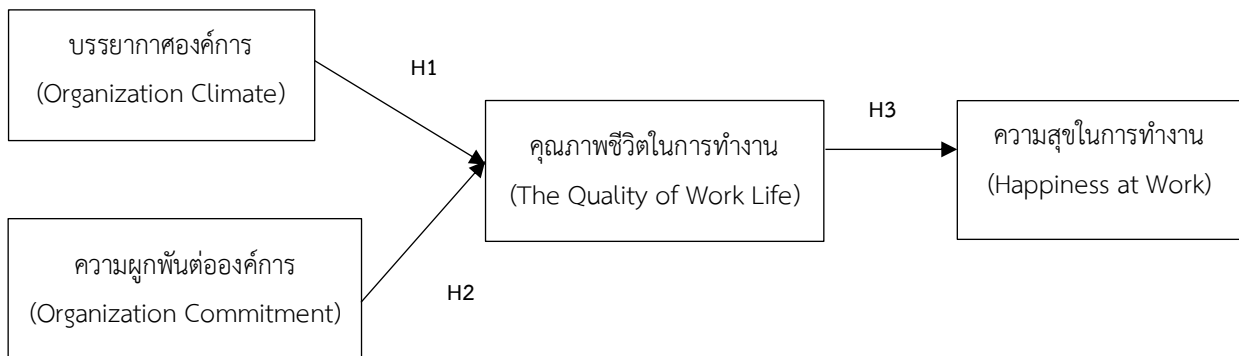 บรรยากาศองค์การ
(Organization Climate)
H1
คุณภาพชีวิตในการทำงาน
(The Quality of Work Life)
H3
ความสุขในการทำงาน
(Happiness at Work)
ความผูกพันต่อองค์การ
(Organization Commitment)
H2